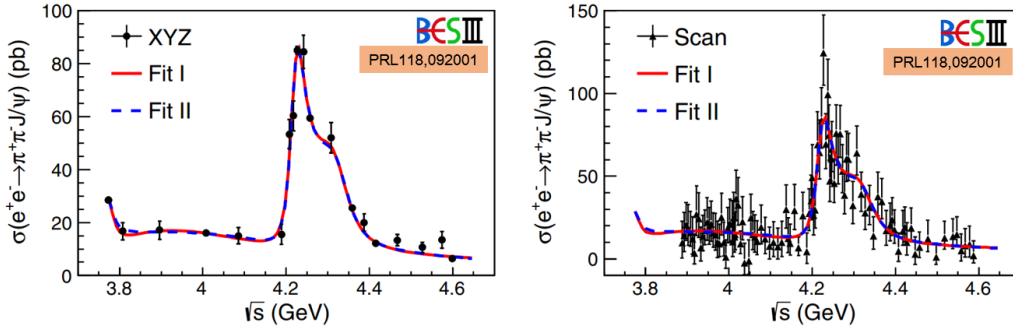 σ(e⁺e⁻→π⁺π⁻J/ψ) (pb)
100
80
60
40
20
0
XYZ
Fit I
Fit II
BESIII
PRL118,092001
3.8
4
4.2
4.4
4.6
√s (GeV)
σ(e⁺e⁻→π⁺π⁻J/ψ) (pb)
150
100
50
0
Scan
Fit I
Fit II
BESIII
PRL118,092001
3.8
4
4.2
4.4
4.6
√s (GeV)